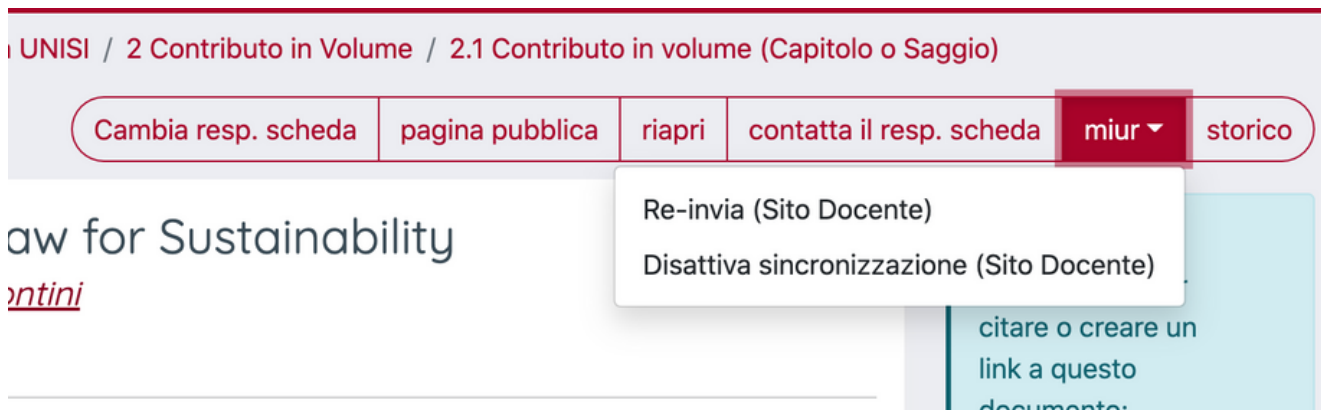 UNISI / 2 Contributo in Volume / 2.1 Contributo in volume (Capitolo o Saggio)
Cambia resp. scheda pagina pubblica riapri contatta il resp. scheda miur storico
Re-invia (Sito Docente)
Disattiva sincronizzazione (Sito Docente)
aw for Sustainability
ontini
citare o creare un
link a questo
documento: